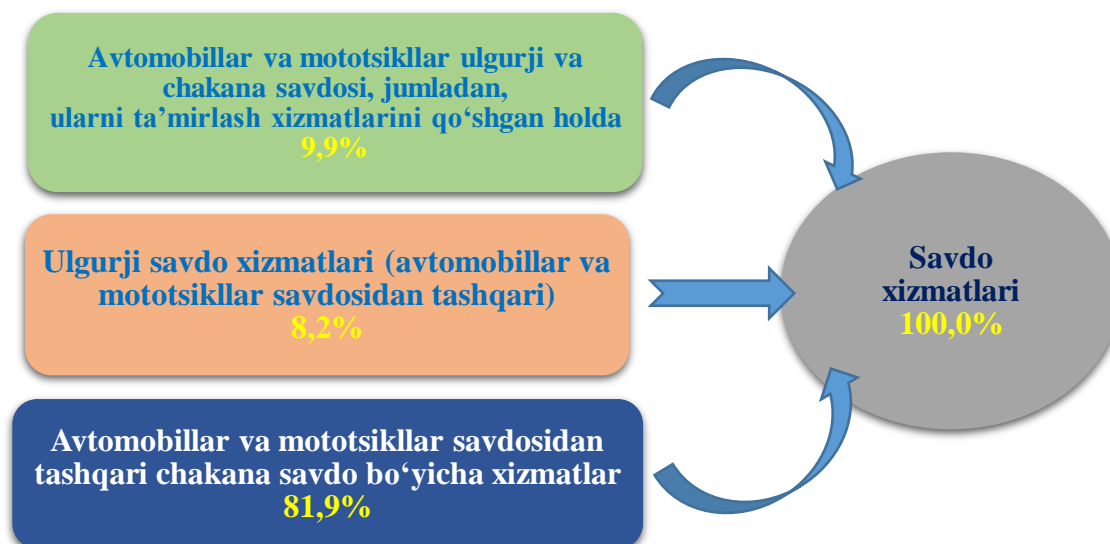 Avtomobillar va mototsikllar ulgurji va
chakana savdosi, jumladan,
ularni ta’mirlash xizmatlarini qo‘shgan holda
9,9%
Ulgurji savdo xizmatlari (avtomobillar va
mototsikllar savdosidan tashqari)
8,2%
Avtomobillar va mototsikllar savdosidan
tashqari chakana savdo bo‘yicha xizmatlar
81,9%
Savdo
xizmatlari
100,0%